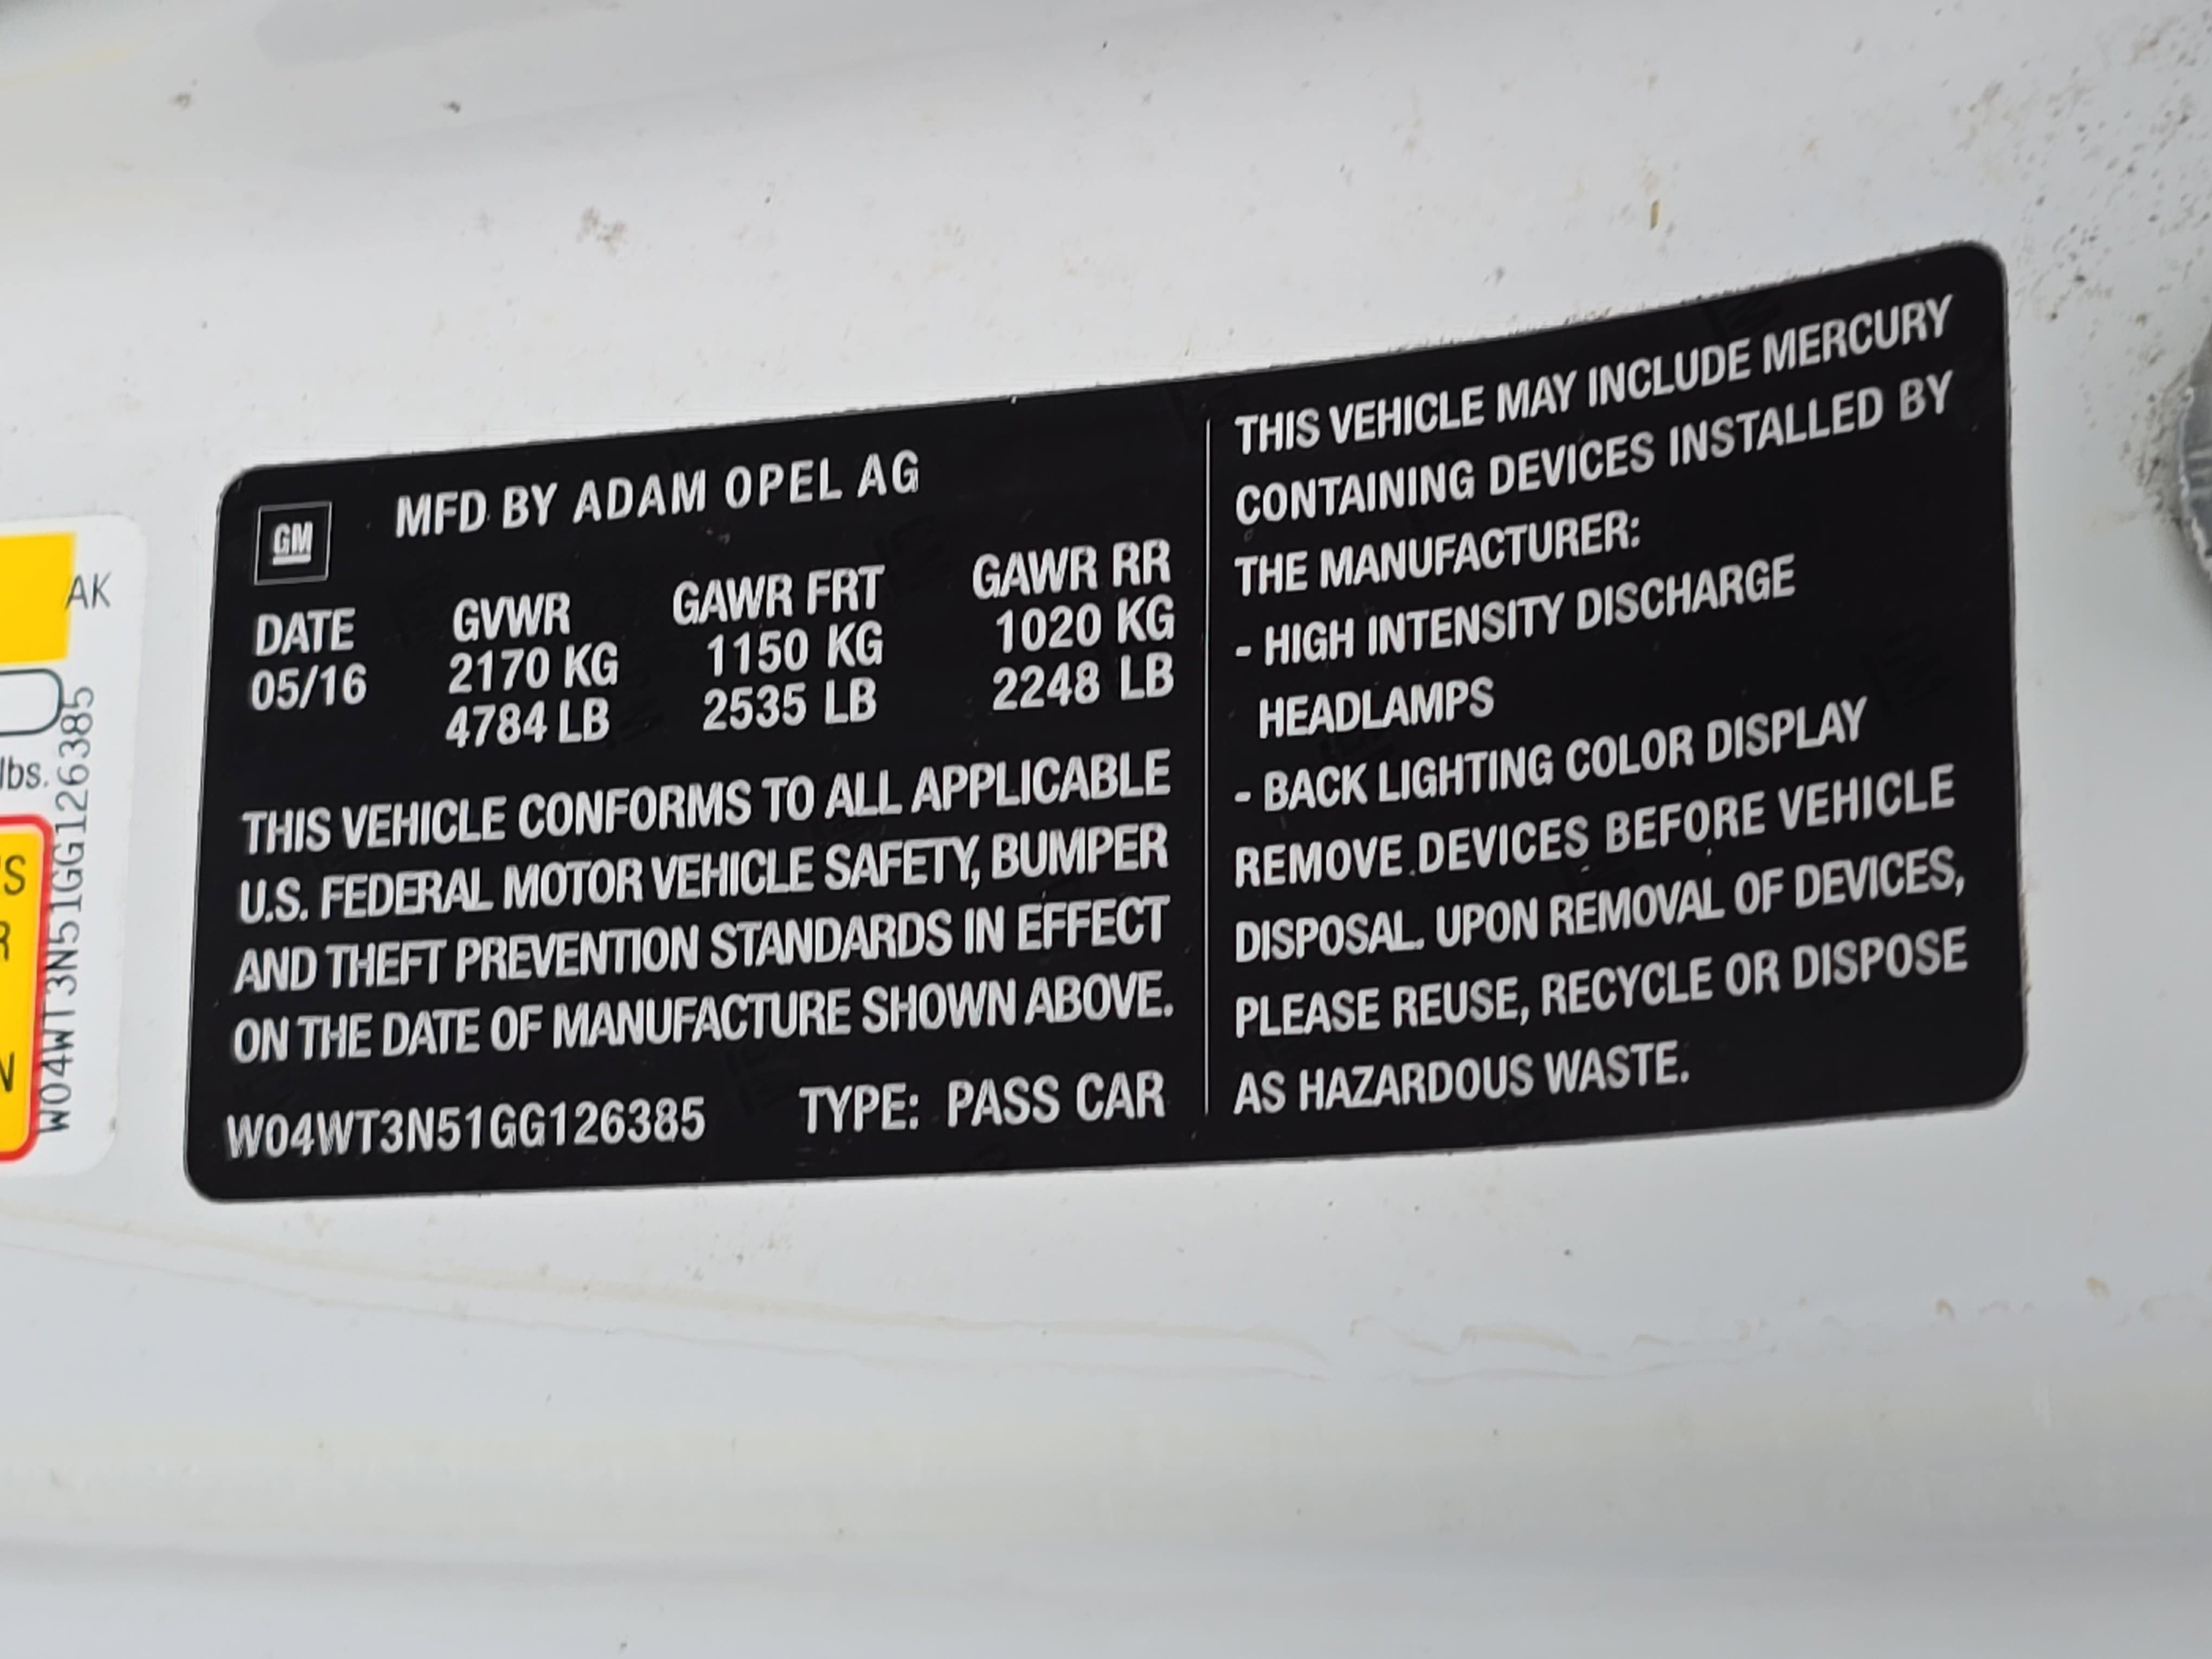 GM
MFD BY ADAM OPEL AG
DATE GVWR GAWR FRT GAWR RR
05/16 2170 KG 1150 KG 1020 KG
4784 LB 2535 LB 2248 LB
THIS VEHICLE CONFORMS TO ALL APPLICABLE
U.S. FEDERAL MOTOR VEHICLE SAFETY, BUMPER
AND THEFT PREVENTION STANDARDS IN EFFECT
ON THE DATE OF MANUFACTURE SHOWN ABOVE.
W04WT3N51GG126385 TYPE: PASS CAR
THIS VEHICLE MAY INCLUDE MERCURY
CONTAINING DEVICES INSTALLED BY
THE MANUFACTURER:
- HIGH INTENSITY DISCHARGE
HEADLAMPS
- BACK LIGHTING COLOR DISPLAY
REMOVE DEVICES BEFORE VEHICLE
DISPOSAL. UPON REMOVAL OF DEVICES,
PLEASE REUSE, RECYCLE OR DISPOSE
AS HAZARDOUS WASTE.
AK
lbs.
W04WT3N51GG126385